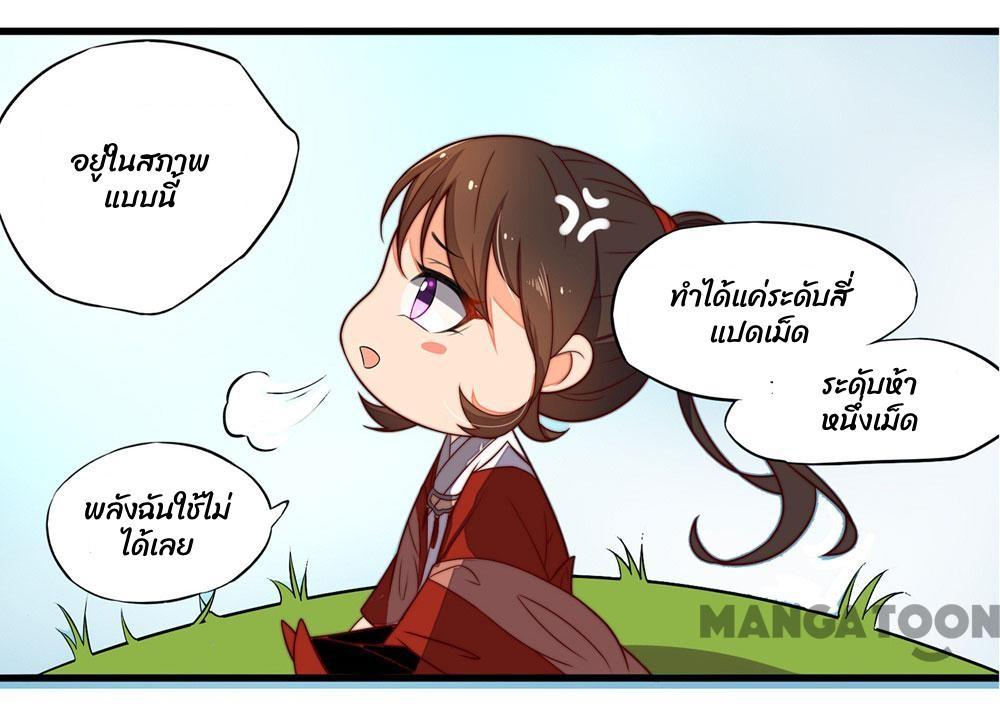 อยู่ในสภาพ
แบบนี้
ทำได้แค่ระดับสี่
แปดเม็ด
ระดับห้า
หนึ่งเม็ด
พลังฉันใช้ไม่
ได้เลย
MANGATOON